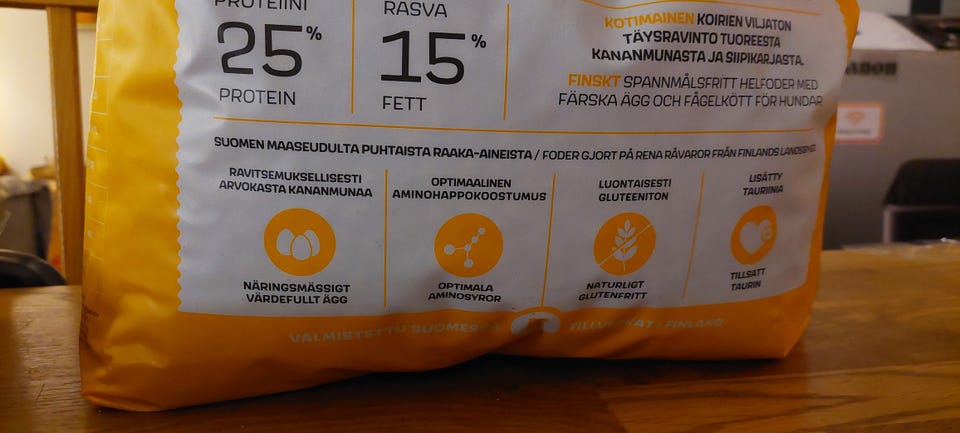 PROTEIINI
25%
PROTEIN
RASVA
15%
FETT
KOTIMAINEN KOIRIEN VILJATON
TÄYSRAVINTO TUOREESTA
KANANMUNASTA JA SIIPIKARJASTA.
FINSKT SPANNMÅLSFRITT HELFODER MED
FÄRSKA ÄGG OCH FÅGELKÖTT FÖR HUNDAR
SUOMEN MAASEUDULTA PUHTAISTA RAAKA-AINEISTA / FODER GJORT PÅ RENA RÅVAROR FRÅN FINLANDS
RAVITSEMUKSELLISESTI
ARVOKASTA KANANMUNAA
NÄRINGSMÄSSIGT
VÄRDEFULLT ÄGG
OPTIMAALINEN
AMINOHAPPOKOOSTUMUS
OPTIMALA
AMINOSYROR
LUONTAISESTI
GLUTEENITON
NATURLIGT
GLUTENFRITT
LISÄTTY
TAURIINIA
TILLSATT
TAURIN
VALMISTETTU SUOMESSA
TILLVERKAT I FINLAND
Canon